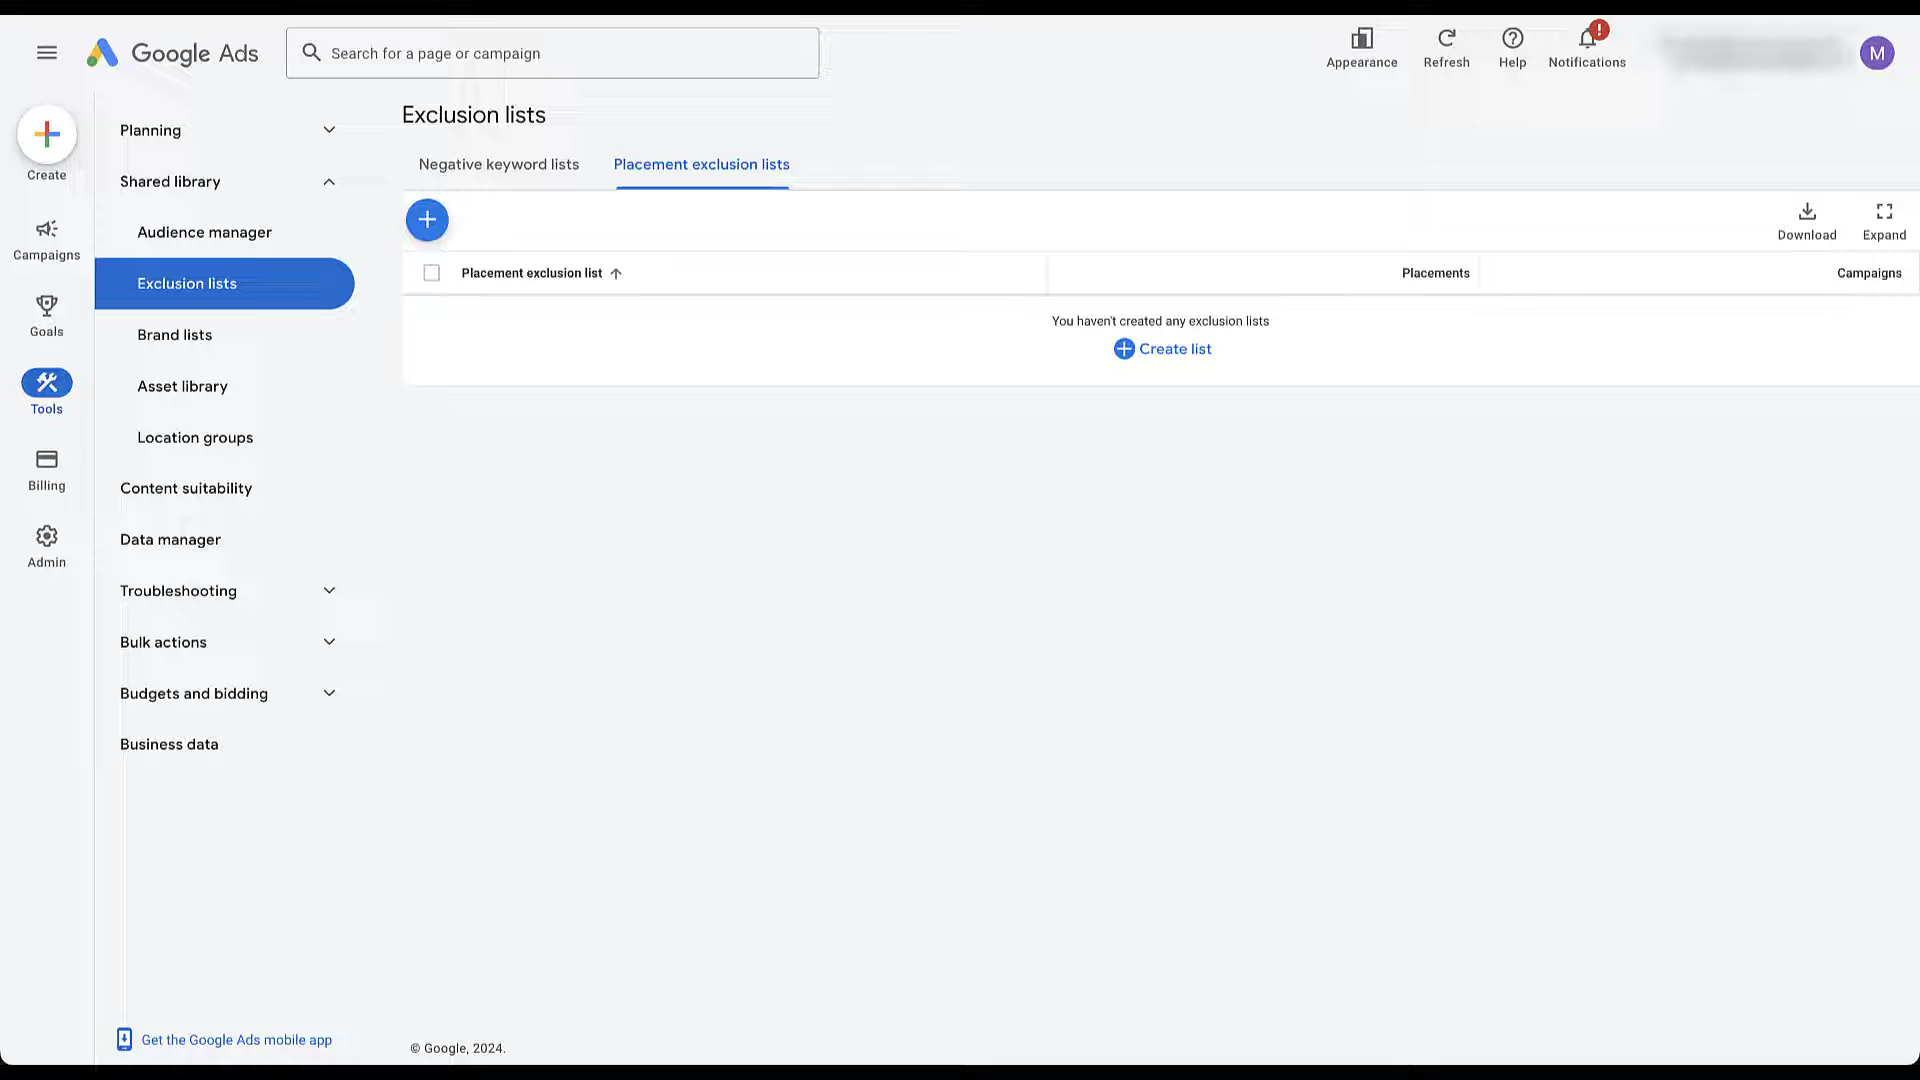 Google Ads
Search for a page or campaign
Appearance
Refresh
Help
!
Notifications
M
Create
Campaigns
Goals
Tools
Billing
Admin
Planning
Shared library
Audience manager
Exclusion lists
Brand lists
Asset library
Location groups
Content suitability
Data manager
Troubleshooting
Bulk actions
Budgets and bidding
Business data
Get the Google Ads mobile app
Exclusion lists
Negative keyword lists Placement exclusion lists
Download
Expand
Placement exclusion list Placements Campaigns
You haven't created any exclusion lists
Create list
© Google, 2024.